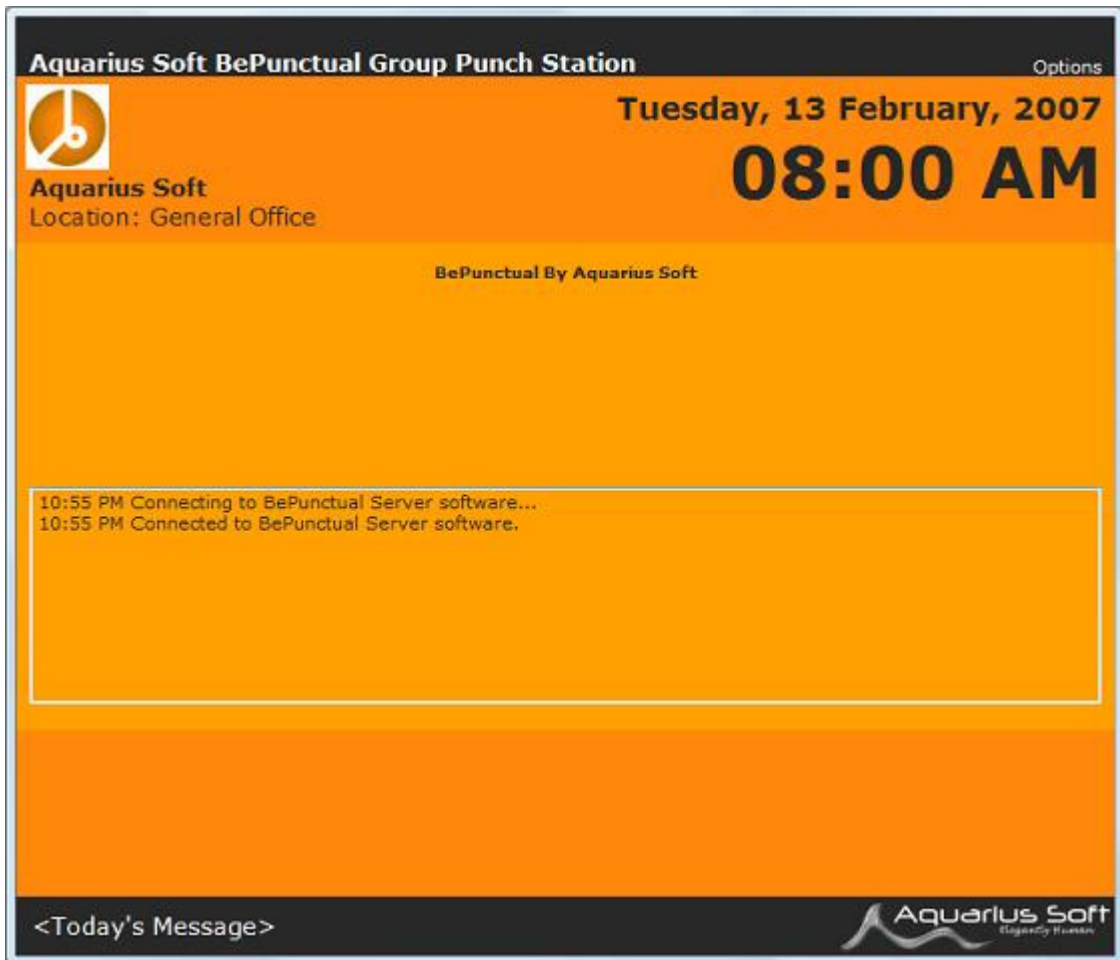 Aquarius Soft BePunctual Group Punch Station
Options
Tuesday, 13 February, 2007
08:00 AM
Aquarius Soft
Location: General Office
BePunctual By Aquarius Soft
10:55 PM Connecting to BePunctual Server software...
10:55 PM Connected to BePunctual Server software.
<Today's Message>
Aquarius Soft
Elegantly Human